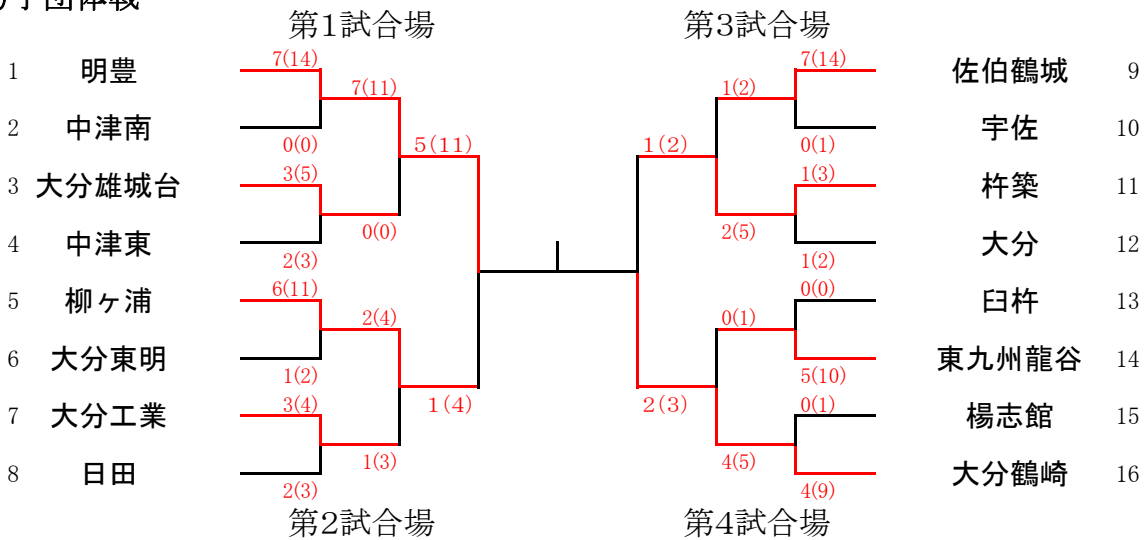 子団体戦
第1試合場 第3試合場
7(14) 7(14)
1 明豊 佐伯鶴城 9
7(11) 1(2)
2 中津南 宇佐 10
0(0) 5(11) 1(2) 0(1)
3(5) 1(3)
3 大分雄城台 杵築 11
0(0) 2(5)
4 中津東 大分 12
2(3) 1(2)
6(11) 0(0)
5 柳ヶ浦 臼杵 13
2(4) 0(1)
6 大分東明 東九州龍谷 14
1(2) 5(10)
3(4) 1(4) 2(3) 0(1)
7 大分工業 楊志館 15
1(3) 4(5)
8 日田 大分鶴崎 16
2(3) 4(9)
第2試合場 第4試合場